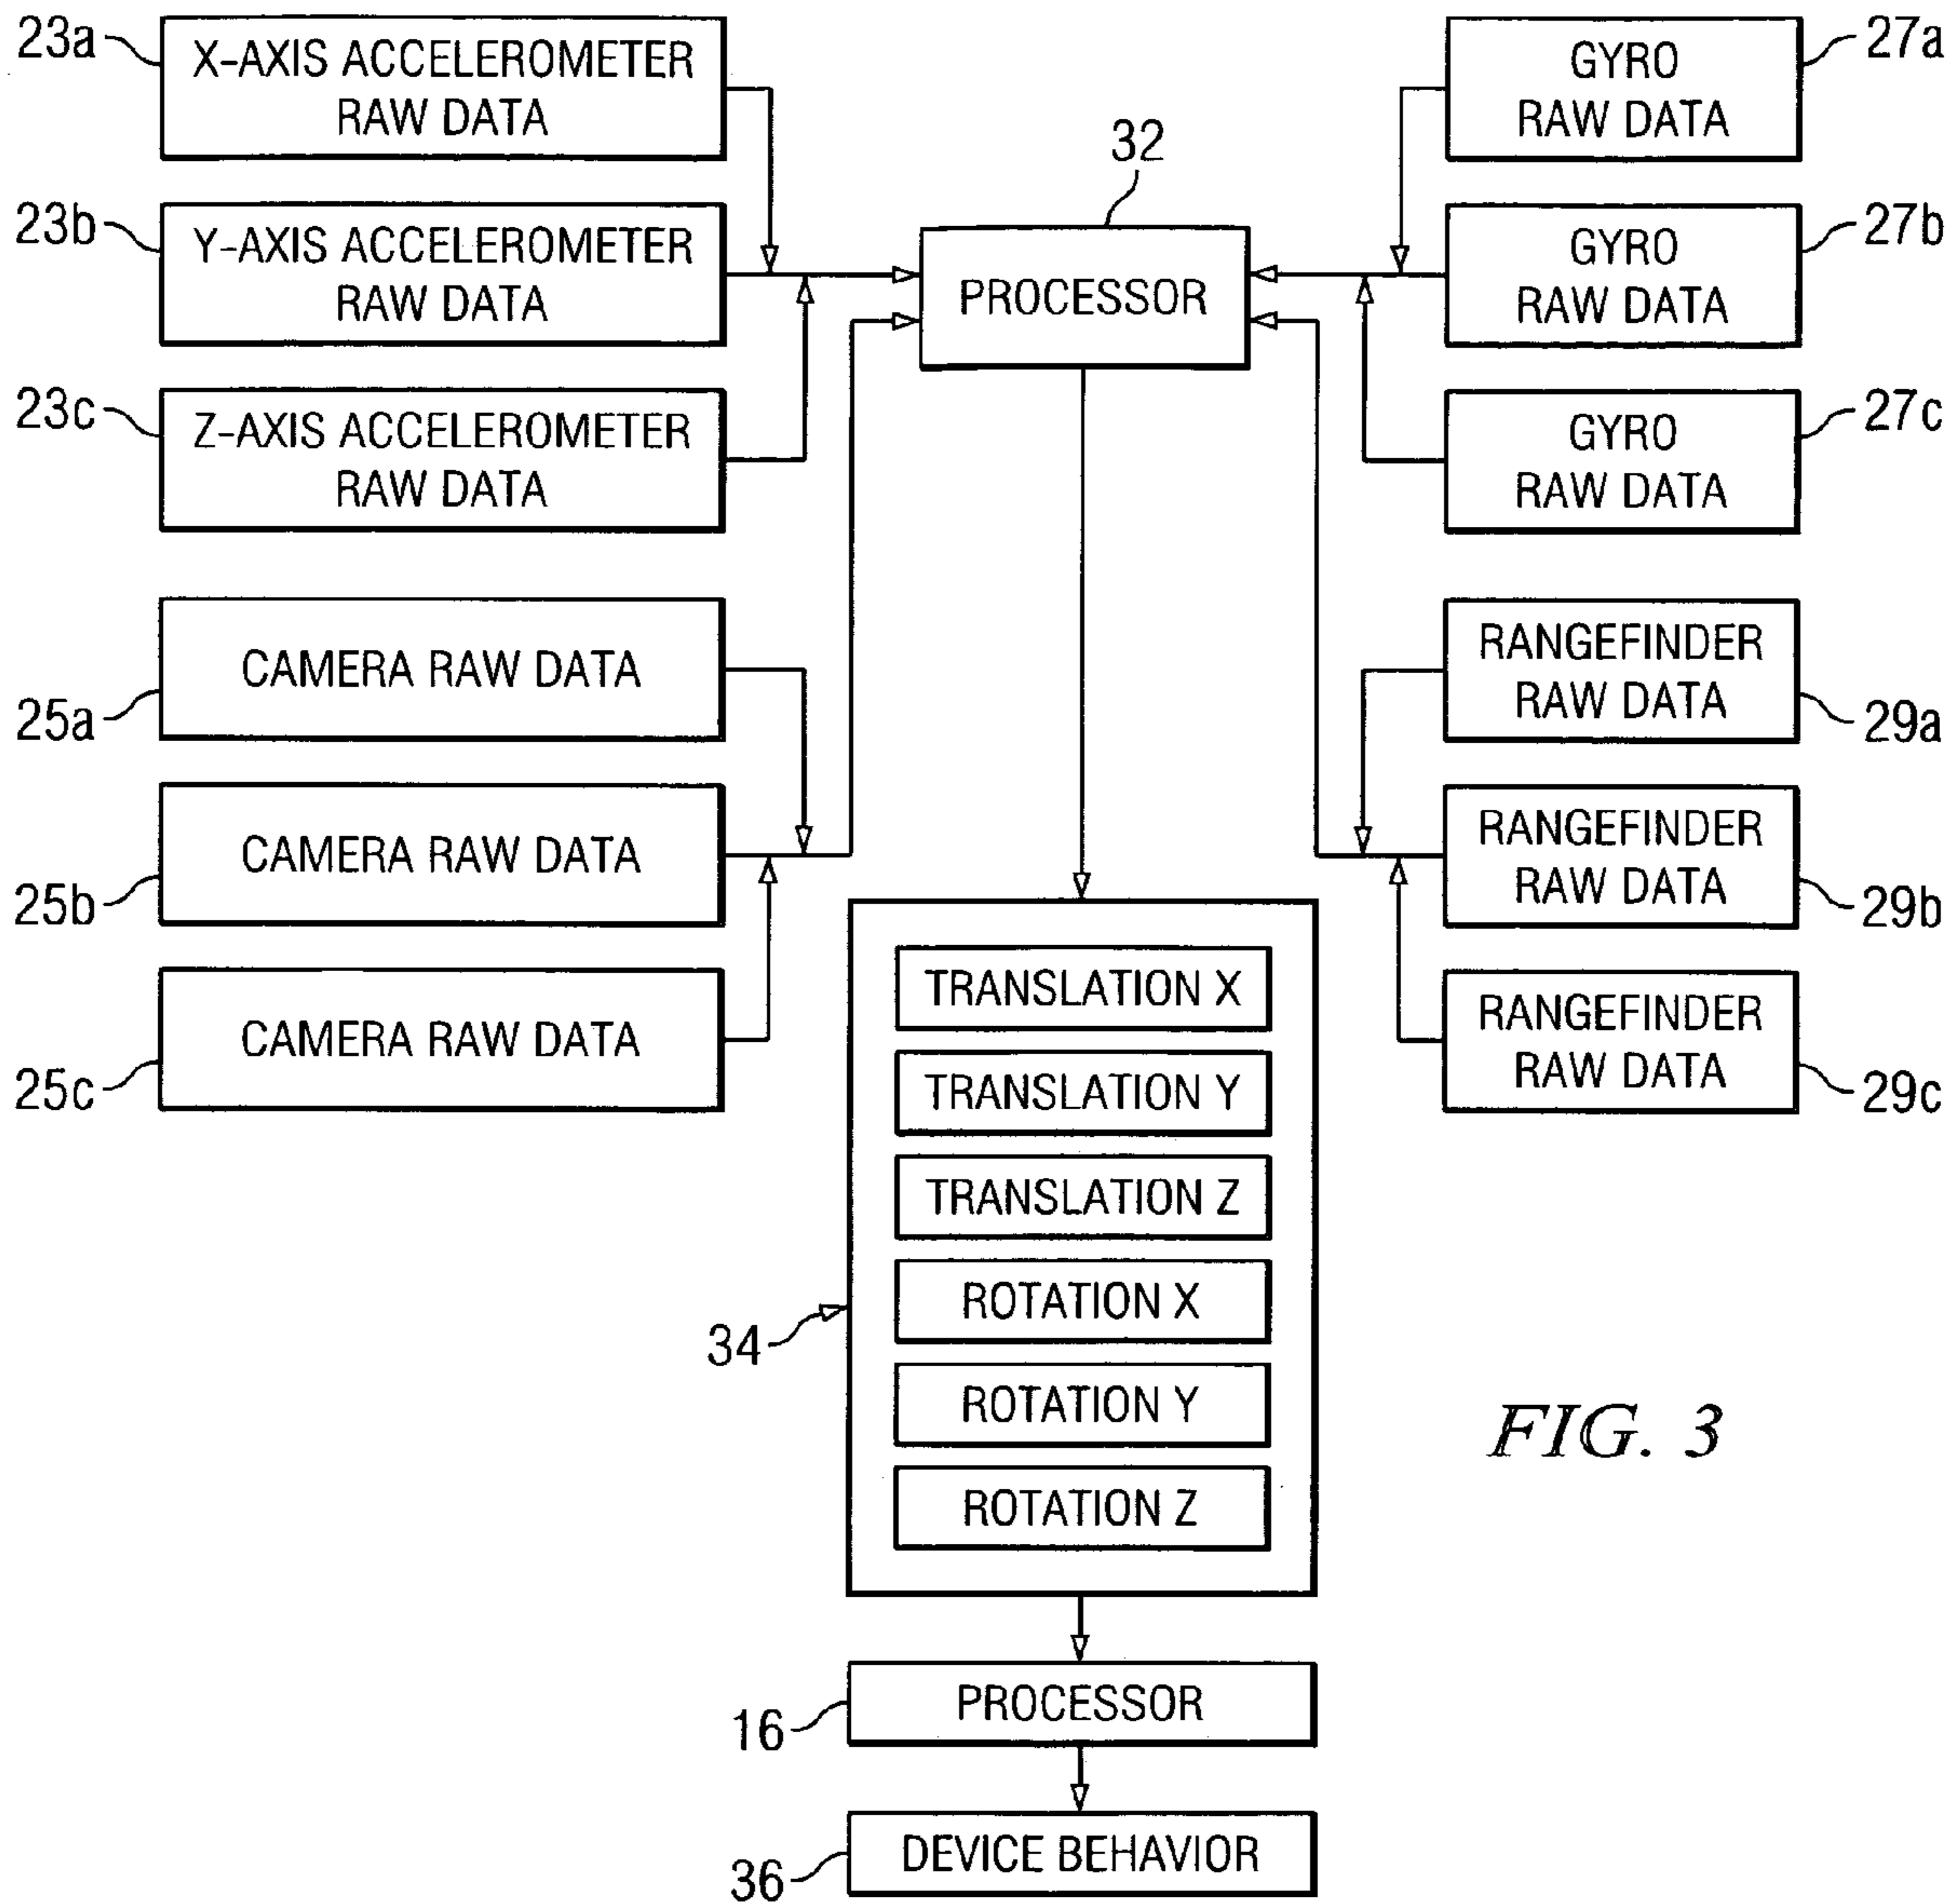 23a
X-AXIS ACCELEROMETER
RAW DATA
23b
Y-AXIS ACCELEROMETER
RAW DATA
23c
Z-AXIS ACCELEROMETER
RAW DATA
25a
CAMERA RAW DATA
25b
CAMERA RAW DATA
25c
CAMERA RAW DATA
32
PROCESSOR
27a
GYRO
RAW DATA
27b
GYRO
RAW DATA
27c
GYRO
RAW DATA
29a
RANGEFINDER
RAW DATA
29b
RANGEFINDER
RAW DATA
29c
RANGEFINDER
RAW DATA
34
TRANSLATION X
TRANSLATION Y
TRANSLATION Z
ROTATION X
ROTATION Y
ROTATION Z
16
PROCESSOR
36
DEVICE BEHAVIOR
FIG. 3